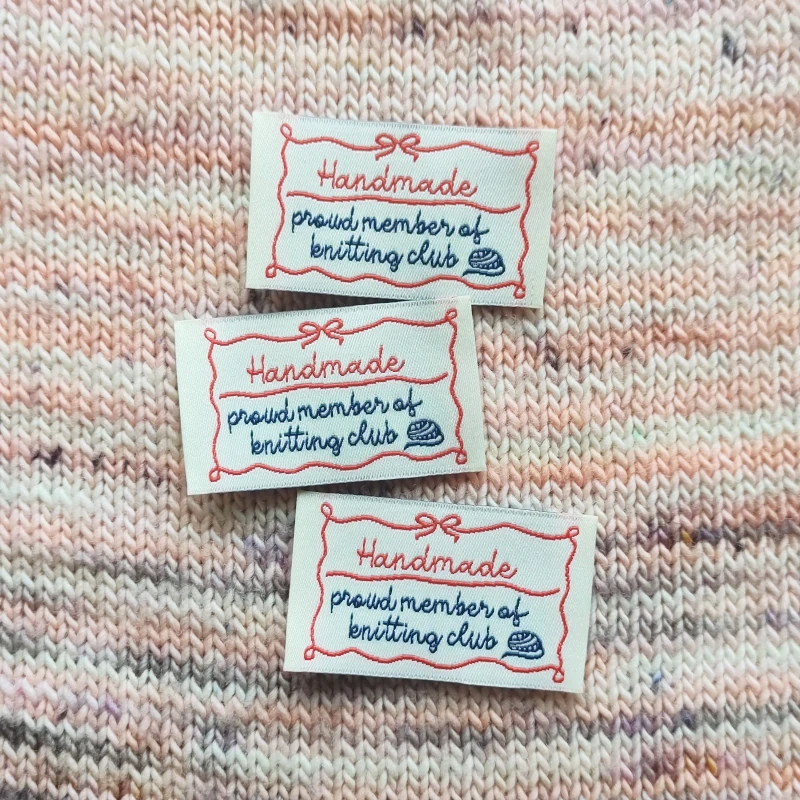 Handmade
proud member of
knitting club
Handmade
proud member of
knitting club
Handmade
proud member of
knitting club